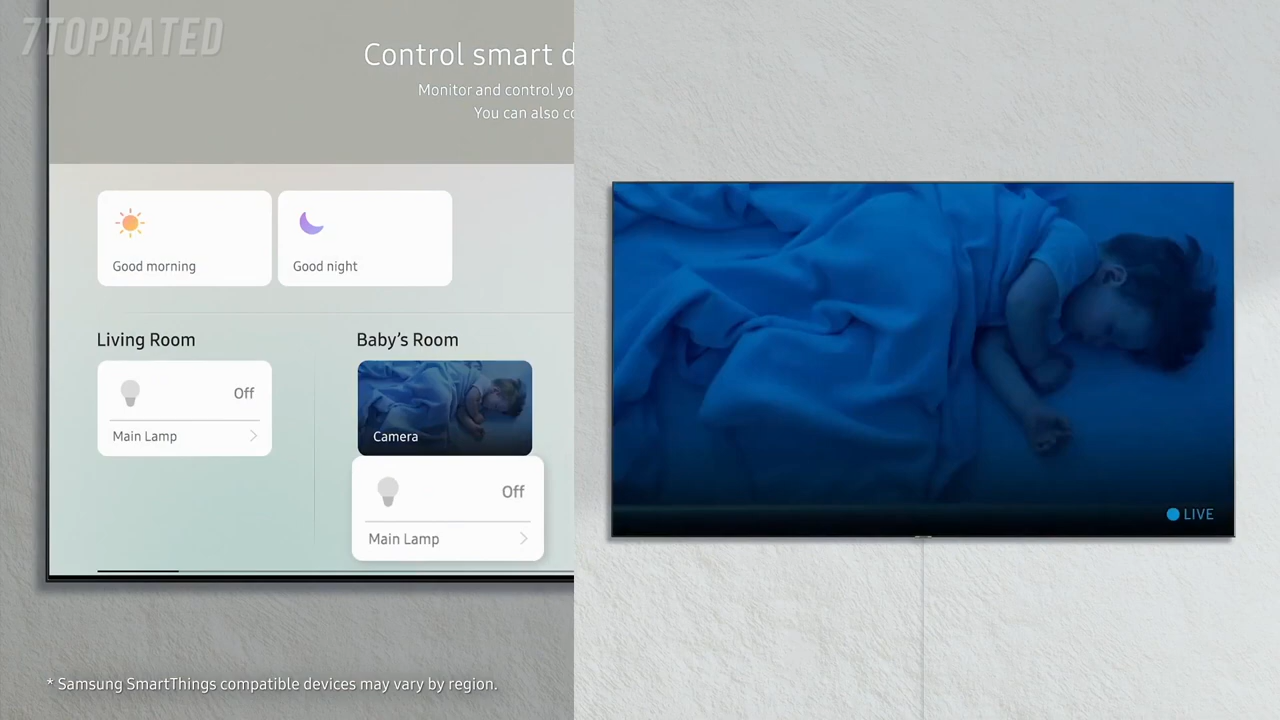 7TOPRATED
Control smart d
Monitor and control yo
You can also co
Good morning
Good night
Living Room
Baby's Room
Off
Main Lamp
Camera
Off
Main Lamp
LIVE
* Samsung SmartThings compatible devices may vary by region.